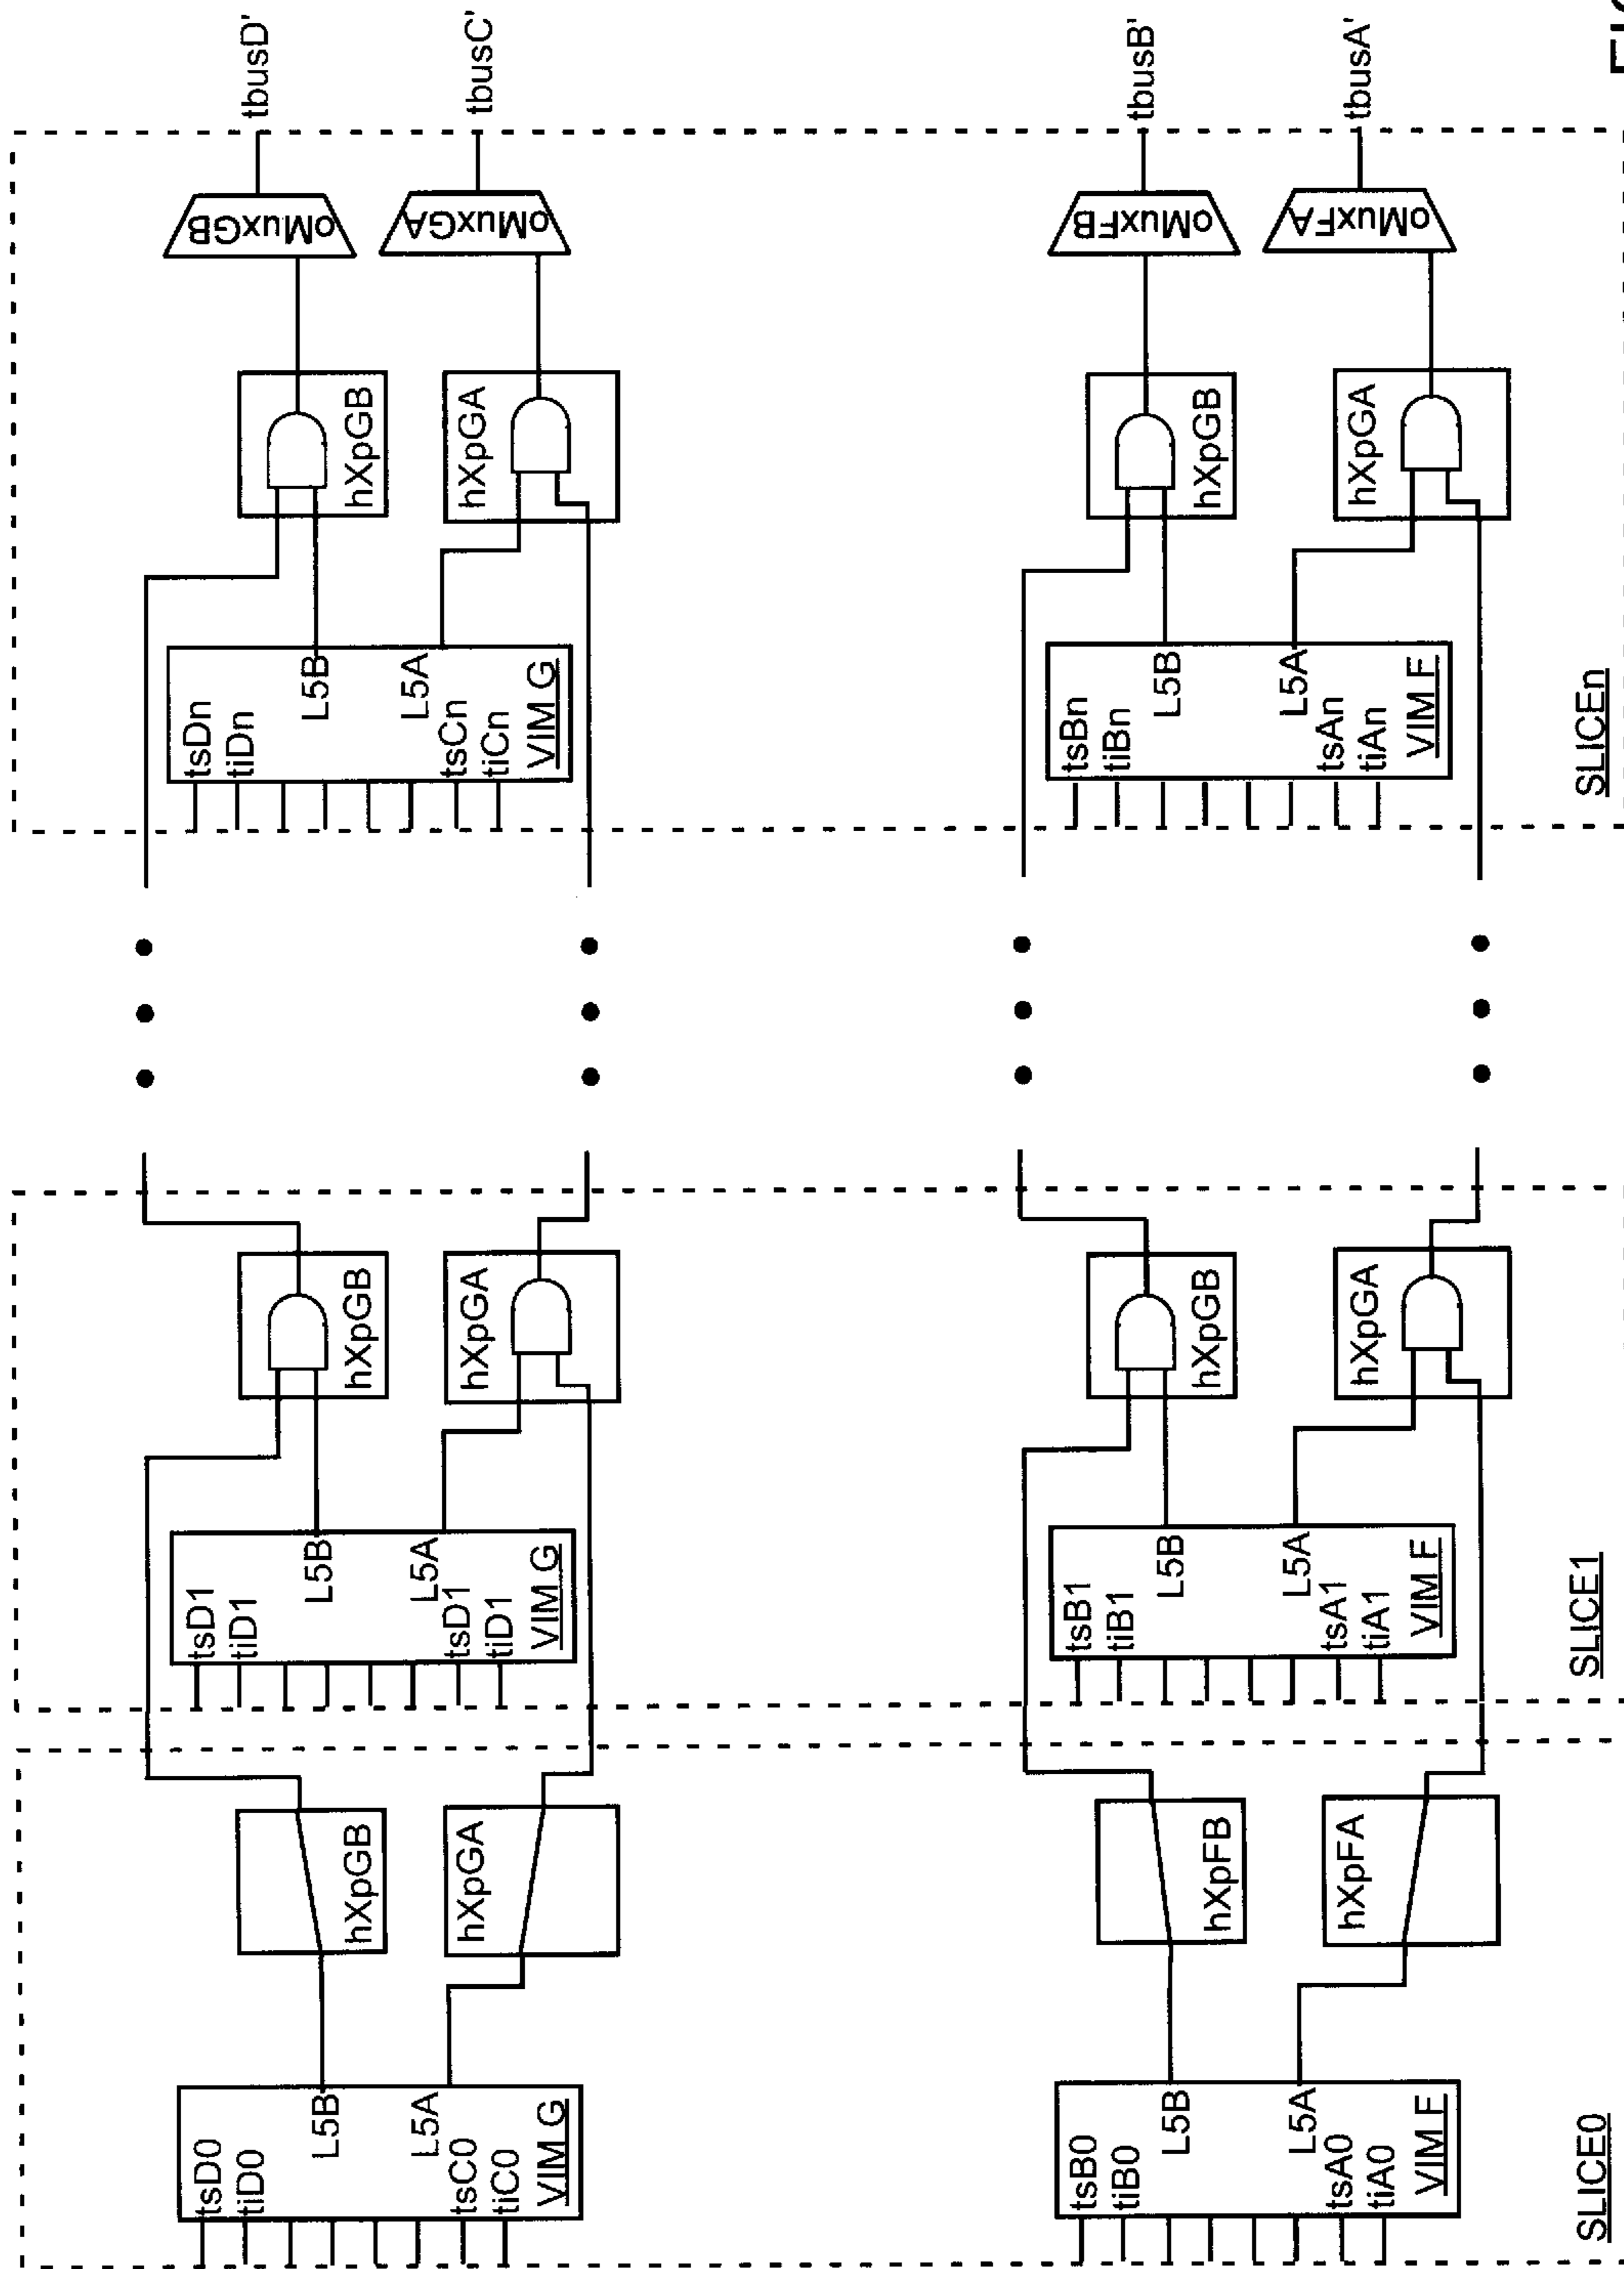 tsD0
tiD0
L5B
L5A
tsC0
tiC0
VIM G
hXpGB
hXpGA
tsB0
tiB0
L5B
L5A
tsA0
tiA0
VIM F
hXpFB
hXpFA
SLICE0
tsD1
tiD1
L5B
L5A
tsD1
tiD1
VIM G
hXpGB
hXpGA
tsB1
tiB1
L5B
L5A
tsA1
tiA1
VIM F
hXpGB
hXpGA
SLICE1
tsDn
tiDn
L5B
L5A
tsCn
tiCn
VIM G
hXpGB
hXpGA
oMuxGB
oMuxGA
tbusD'
tbusC'
tsBn
tiBn
L5B
L5A
tsAn
tiAn
VIM F
hXpGB
hXpGA
oMuxFB
oMuxFA
tbusB'
tbusA'
SLICEn